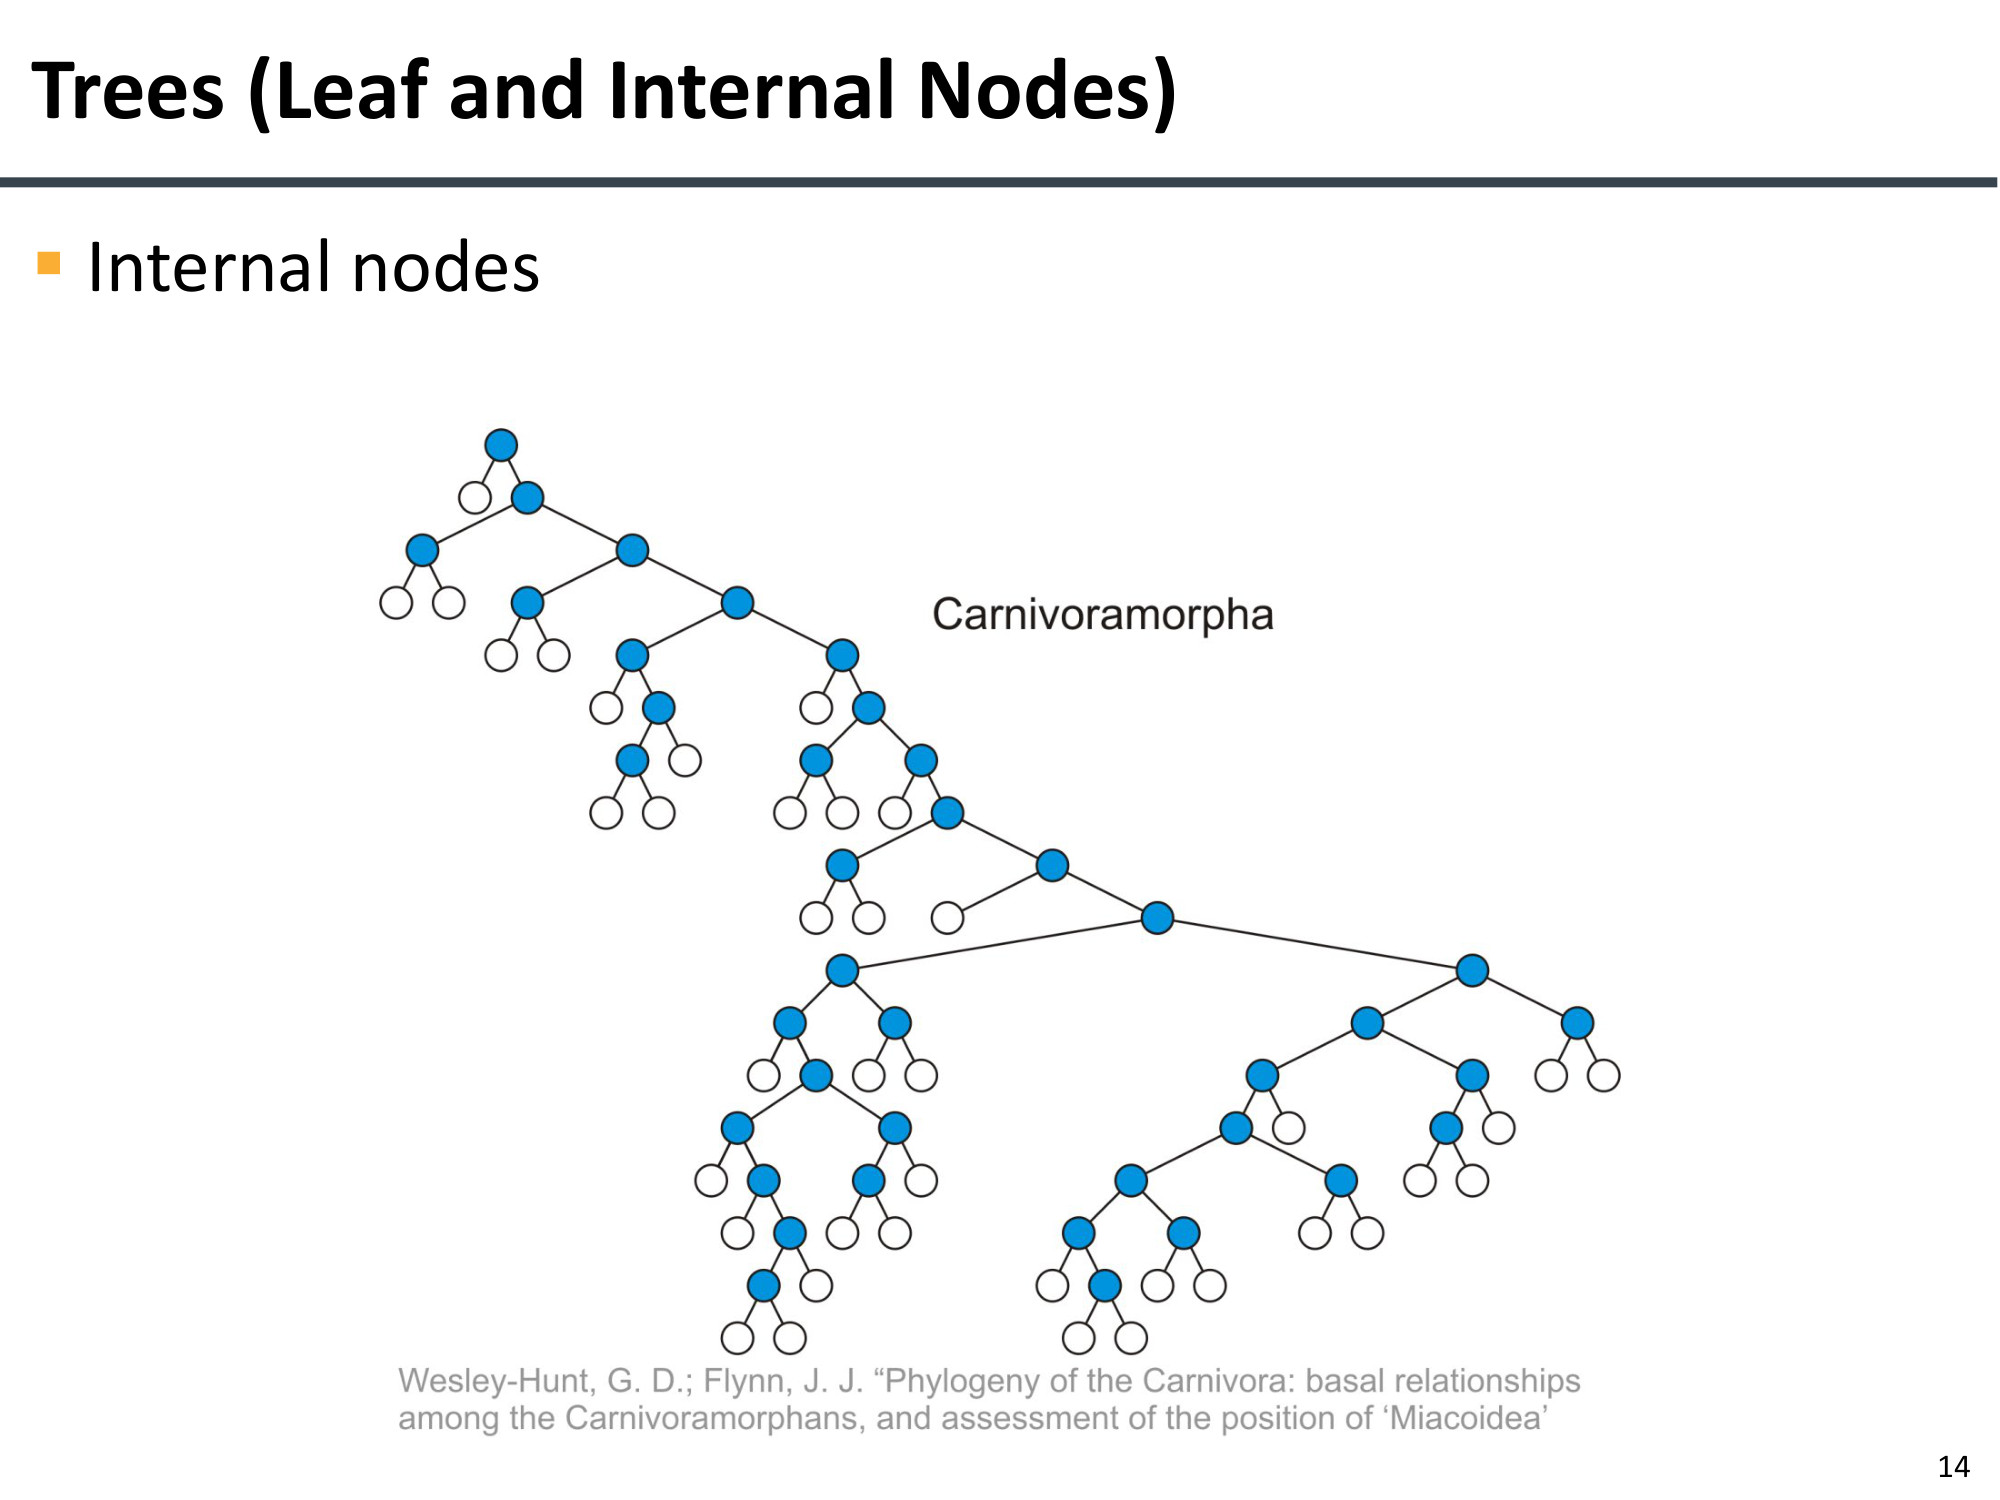 Trees (Leaf and Internal Nodes)
Internal nodes
Carnivoramorpha
Wesley-Hunt, G. D.; Flynn, J. J. “Phylogeny of the Carnivora: basal relationships
among the Carnivoramorphans, and assessment of the position of ‘Miacoidea’
14